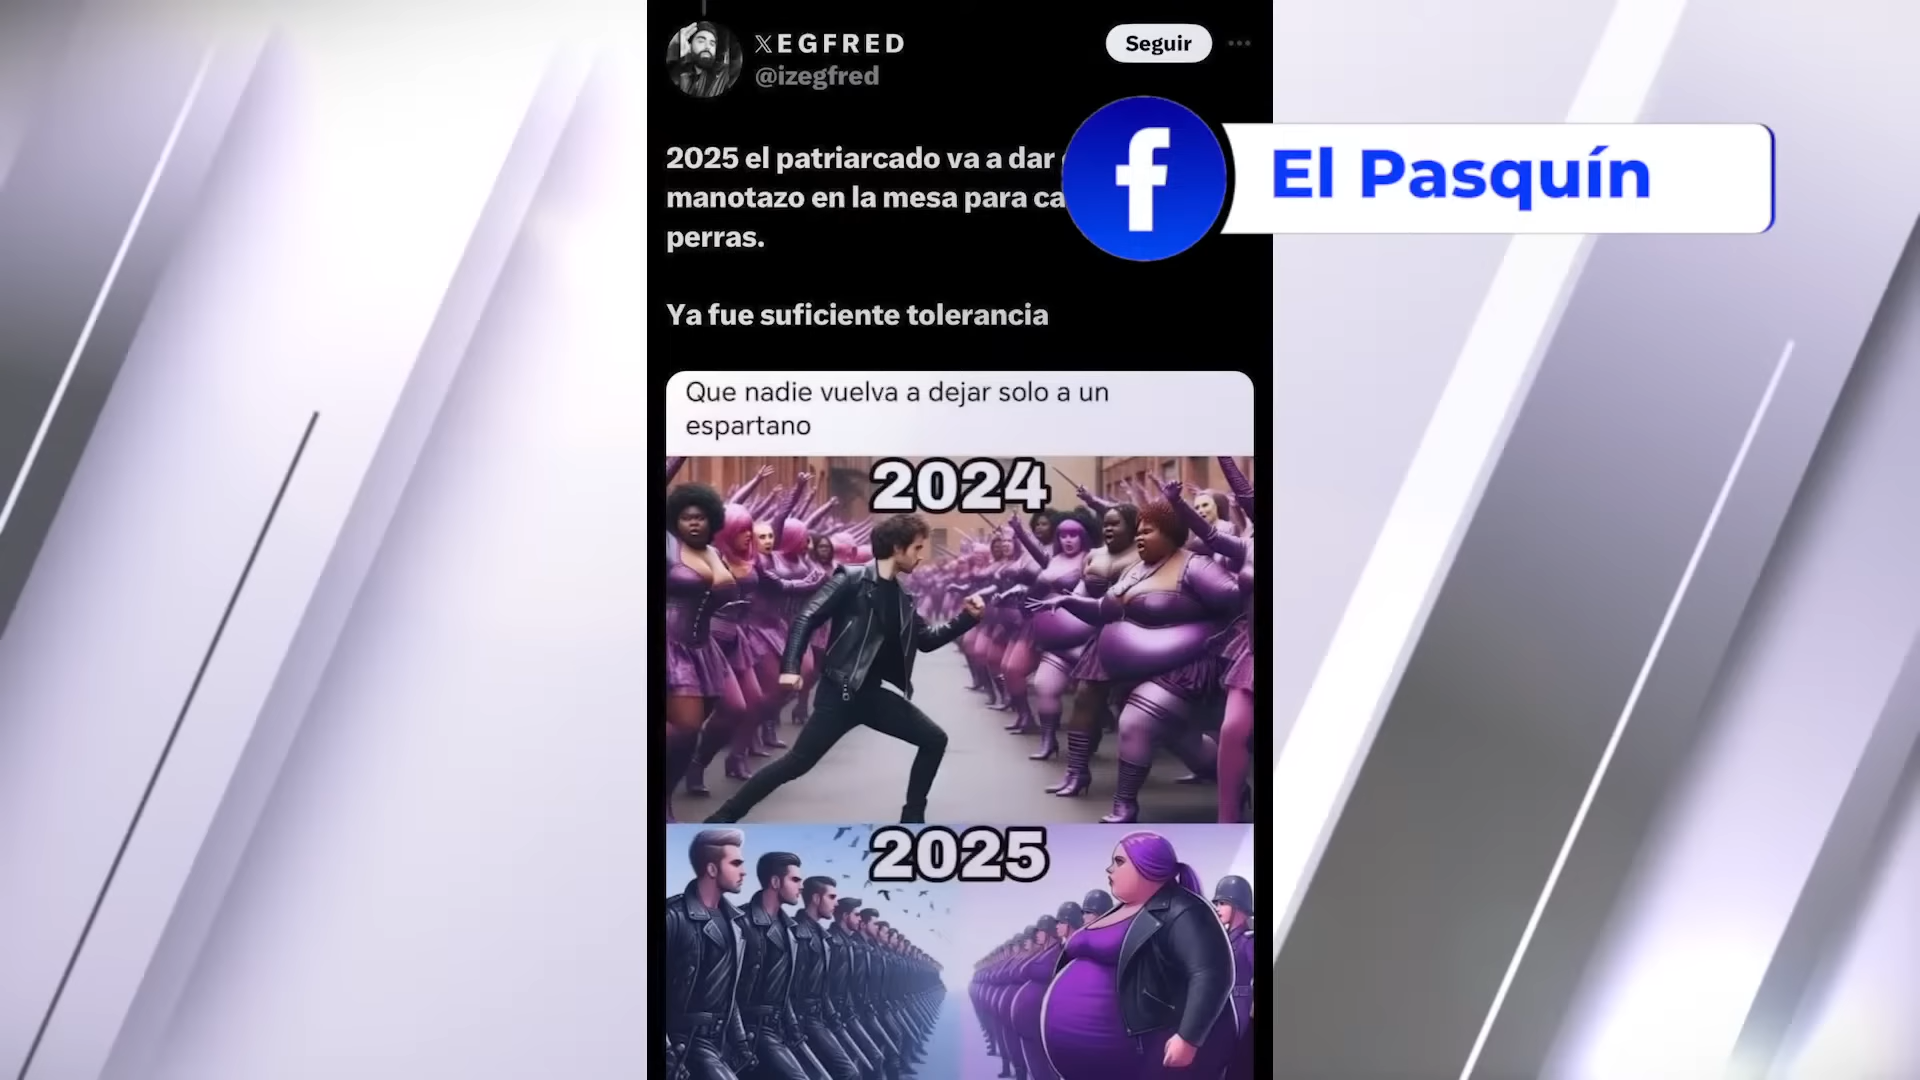 𝕏EGFRED
@izegfred
Seguir
2025 el patriarcado va a dar
manotazo en la mesa para
perras.
Ya fue suficiente tolerancia
El Pasquín
Que nadie vuelva a dejar solo a un
espartano
2024
2025